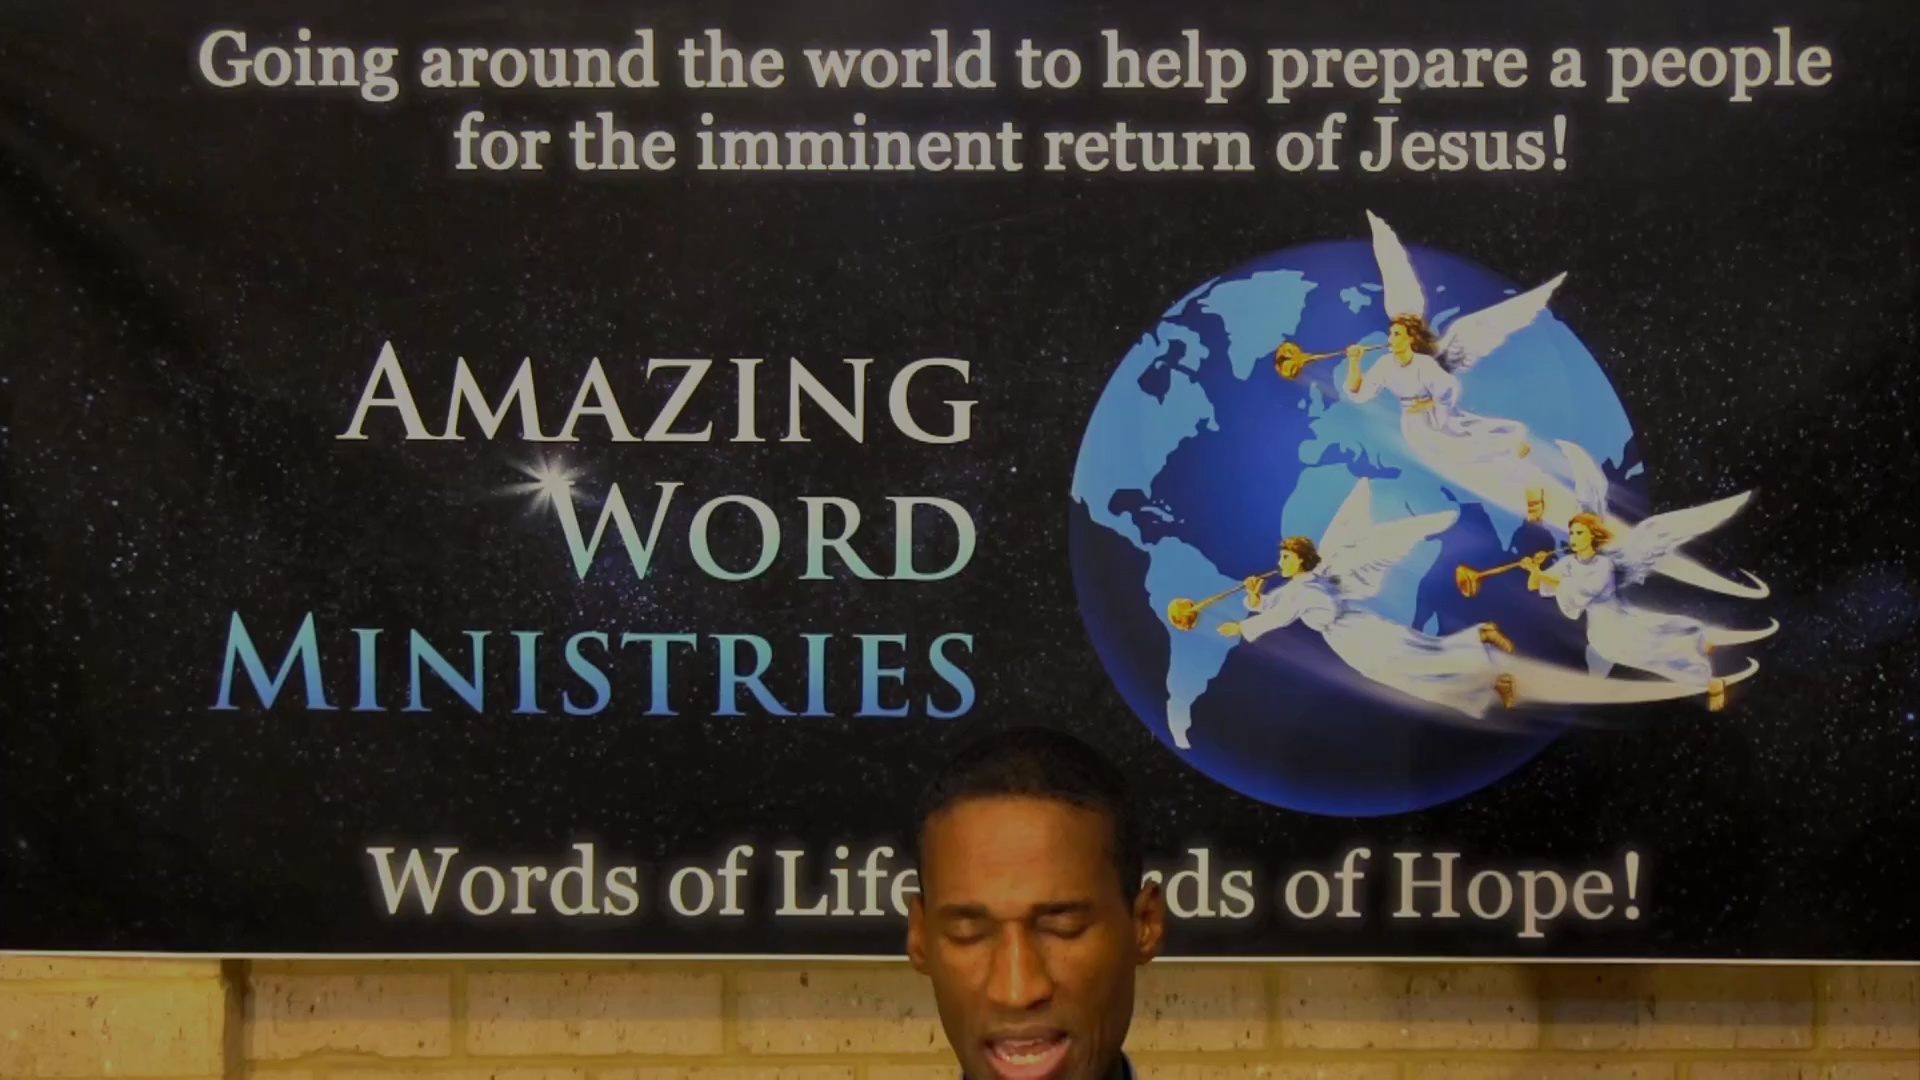 Going around the world to help prepare a people
for the imminent return of Jesus!
AMAZING
WORD
MINISTRIES
Words of Life of Hope!